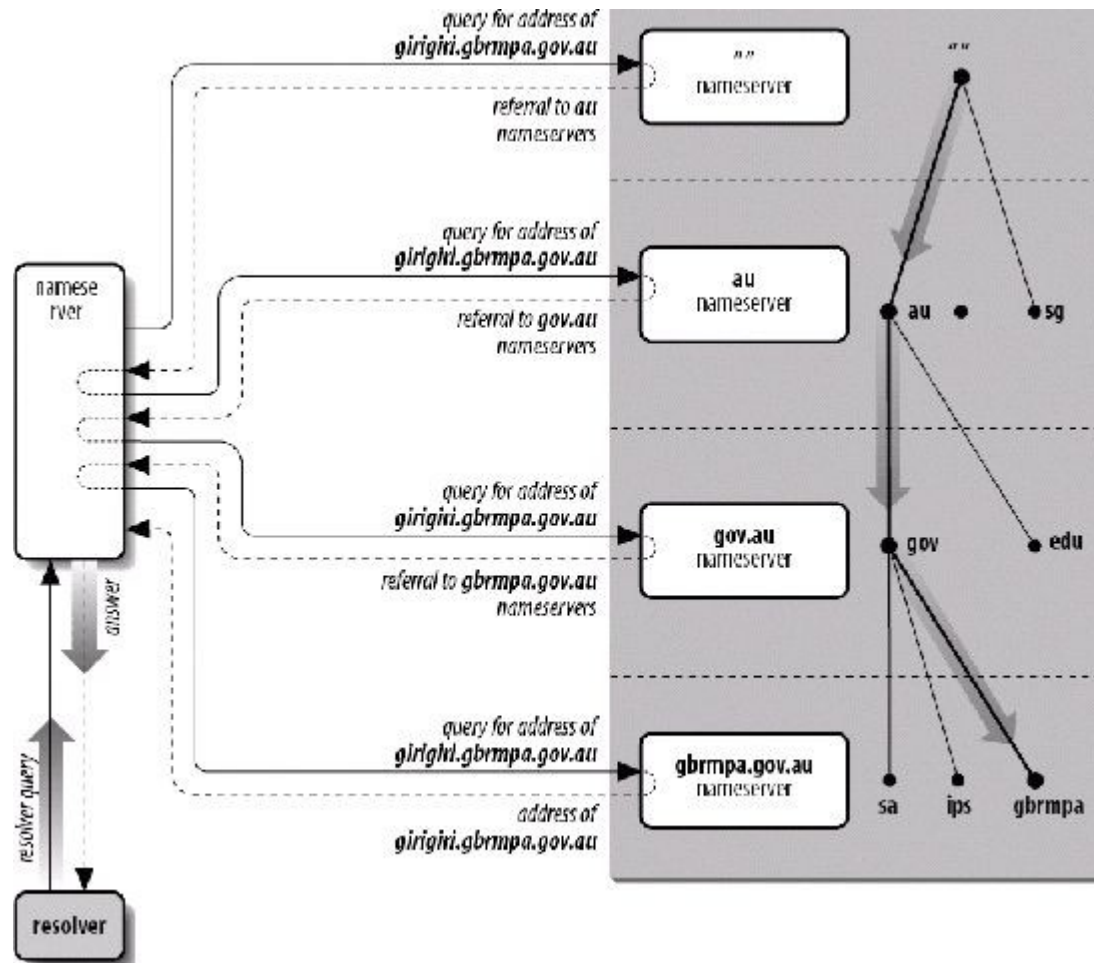 query for address of
girigiri.gbrmpa.gov.au
" "
nameserver
referral to au
nameservers
" "
query for address of
girigiri.gbrmpa.gov.au
au
nameserver
referral to gov.au
nameservers
au
sg
namese
rver
query for address of
girigiri.gbrmpa.gov.au
gov.au
nameserver
referral to gbrmpa.gov.au
nameservers
gov
edu
answer
resolver query
query for address of
girigiri.gbrmpa.gov.au
gbrmpa.gov.au
nameserver
address of
girigiri.gbrmpa.gov.au
sa
ips
gbrmpa
resolver